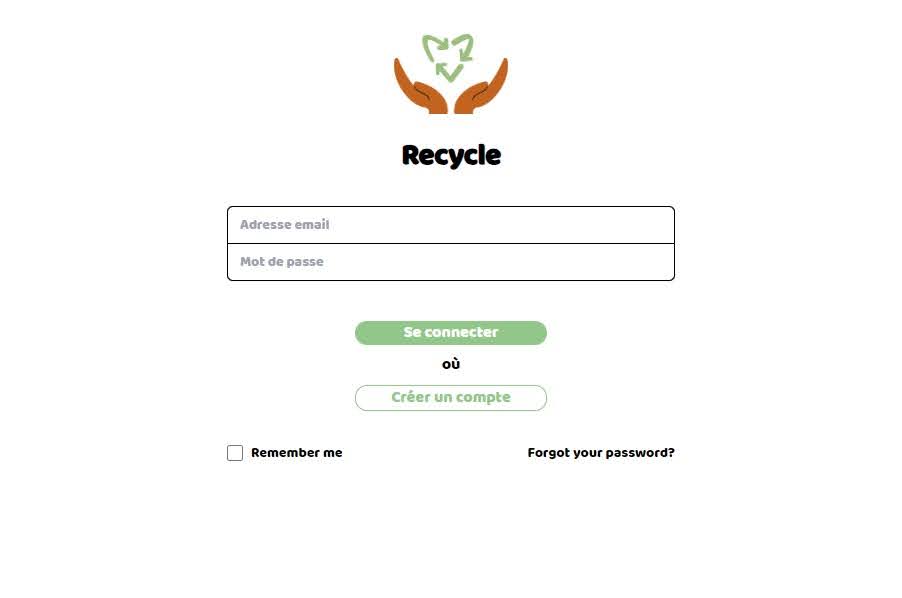 Recycle
Adresse email
Mot de passe
Se connecter
où
Créer un compte
Remember me
Forgot your password?